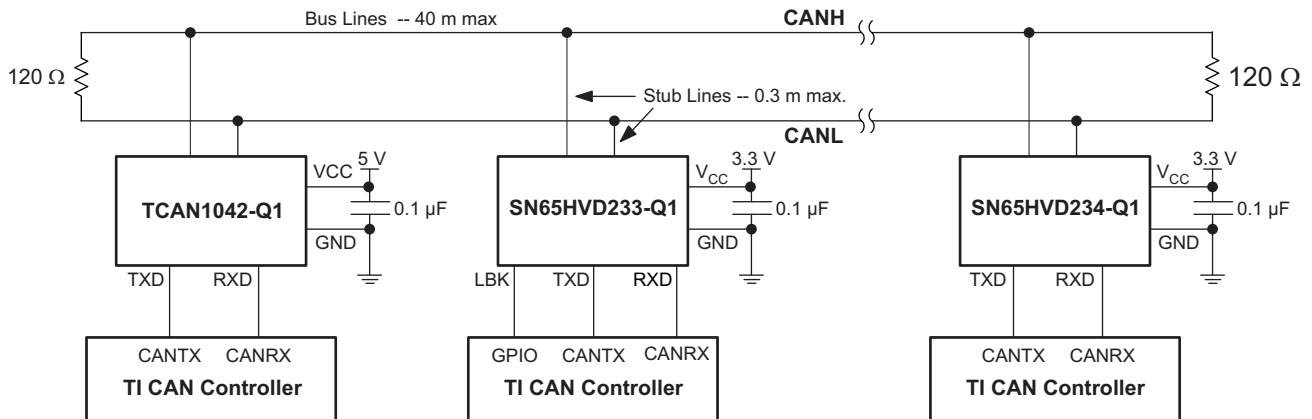 Bus Lines -- 40 m max
CANH
120 Ω
120 Ω
Stub Lines -- 0.3 m max.
CANL
TCAN1042-Q1
VCC
5 V
0.1 µF
GND
SN65HVD233-Q1
VCC
3.3 V
0.1 µF
GND
SN65HVD234-Q1
VCC
3.3 V
0.1 µF
GND
TXD RXD
LBK TXD RXD
TXD RXD
CANTX CANRX
TI CAN Controller
GPIO CANTX CANRX
TI CAN Controller
CANTX CANRX
TI CAN Controller